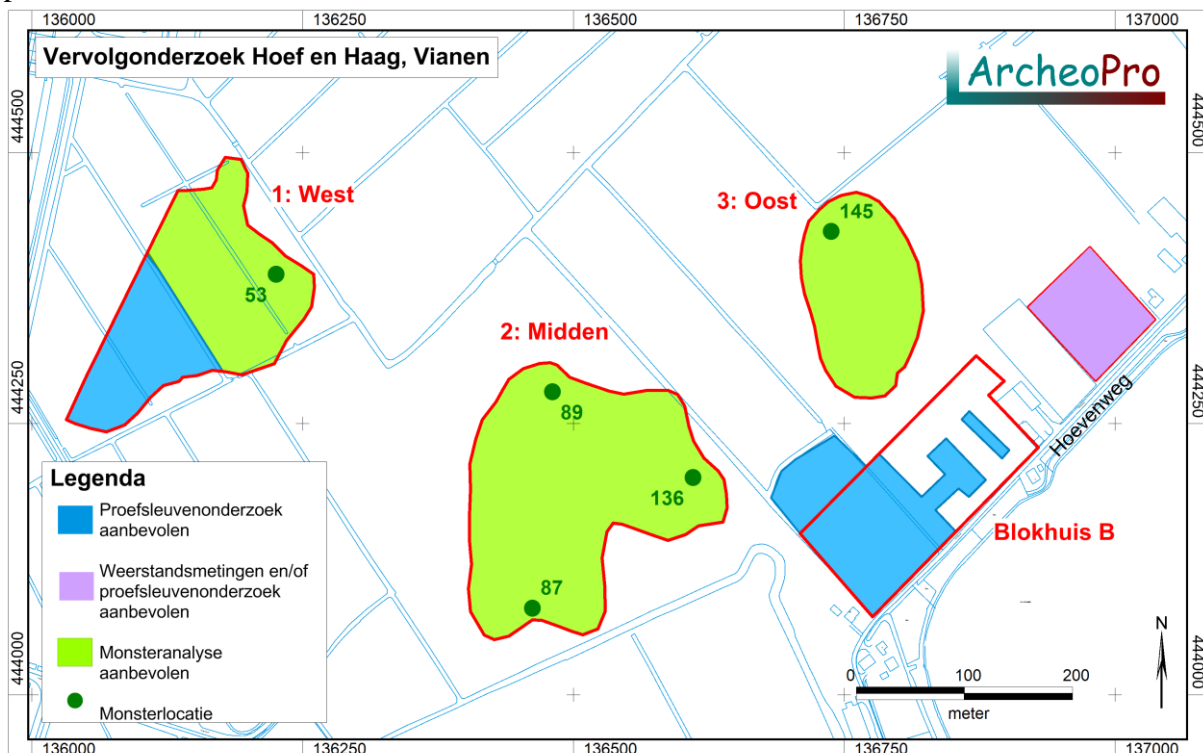 136000 136250 136500 136750 137000
Vervolgonderzoek Hoef en Haag, Vianen
ArcheoPro
444500 444500
1: West
3: Oost
145
53
2: Midden
89
444250 444250
Hoevenweg
136
Legenda
Proefsleuvenonderzoek
aanbevolen
Blokhuis B
Weerstandsmetingen en/of
proefsleuvenonderzoek
aanbevolen
87
N
Monsteranalyse
aanbevolen
0 100 200
444000 444000
Monsterlocatie
meter
136000 136250 136500 136750 137000